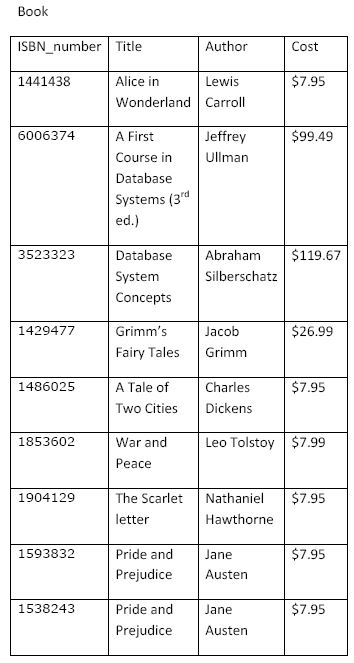 Book
ISBN_number Title Author Cost
1441438 Alice in Lewis $7.95
Wonderland Carroll
6006374 A First Jeffrey $99.49
Course in Ullman
Database
Systems (3rd
ed.)
3523323 Database Abraham $119.67
System Silberschatz
Concepts
1429477 Grimm's Jacob $26.99
Fairy Tales Grimm
1486025 A Tale of Charles $7.95
Two Cities Dickens
1853602 War and Leo Tolstoy $7.99
Peace
1904129 The Scarlet Nathaniel $7.95
letter Hawthorne
1593832 Pride and Jane $7.95
Prejudice Austen
1538243 Pride and Jane $7.95
Prejudice Austen